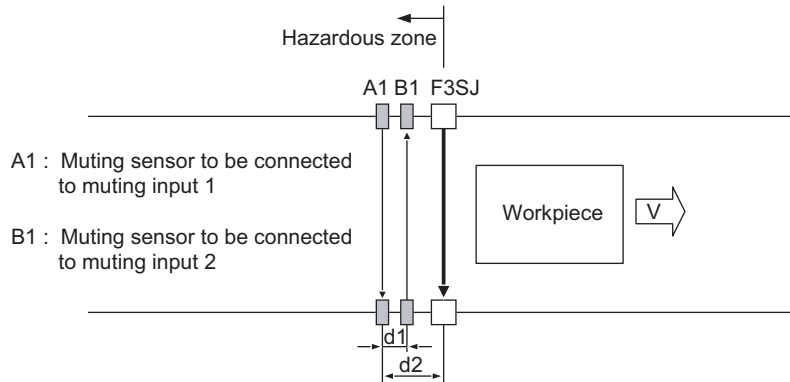 Hazardous zone
A1 B1 F3SJ
A1 : Muting sensor to be connected
to muting input 1
B1 : Muting sensor to be connected
to muting input 2
Workpiece
V
d1
d2